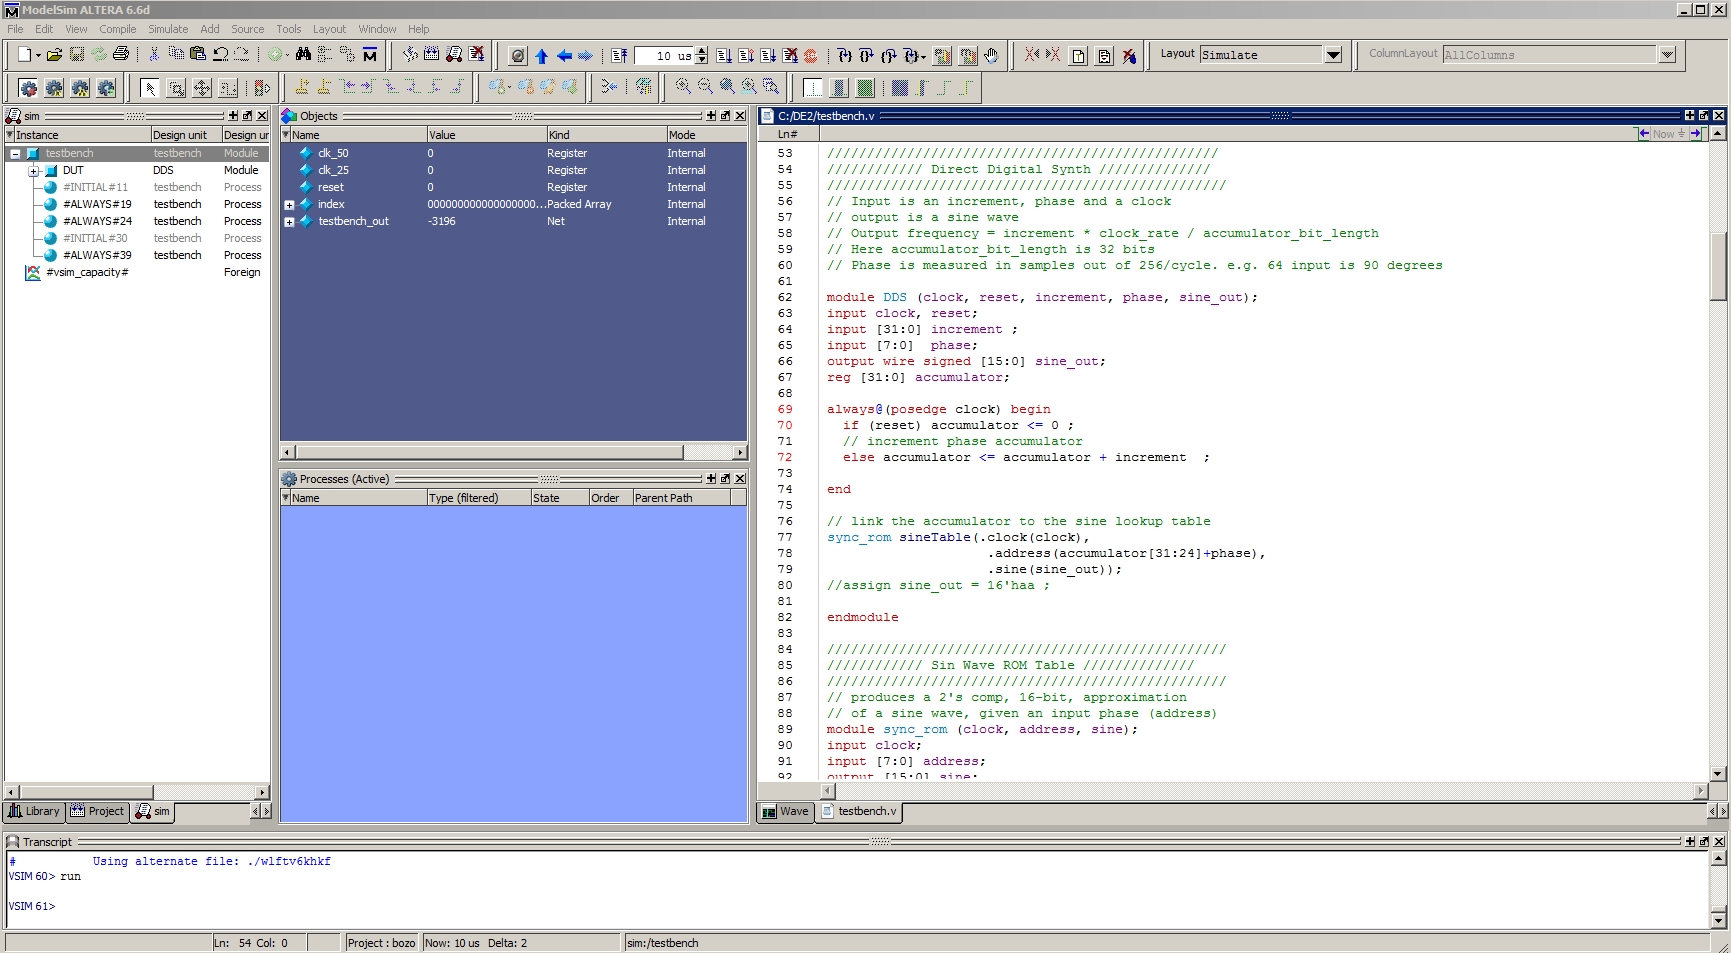 ModelSim ALTERA 6.6d
File Edit View Compile Simulate Add Source Tools Layout Window Help
10 us
Layout Simulate
ColumnLayout AllColumns
sim
Instance Design unit Design un
testbench testbench Module
DUT DDS Module
#INITIAL#11 testbench Process
#ALWAYS#19 testbench Process
#ALWAYS#24 testbench Process
#INITIAL#30 testbench Process
#ALWAYS#39 testbench Process
#vsim_capacity# Foreign
Library Project sim
Objects
Name Value Kind Mode
clk_50 0 Register Internal
clk_25 0 Register Internal
reset 0 Register Internal
index 000000000000000000... Packed Array Internal
testbench_out -3196 Net Internal
Processes (Active)
Name Type (filtered) State Order Parent Path
C:/DE2/testbench.v
Ln# Now
53 /////////////////////////////////////////////////
54 //////////// Direct Digital Synth //////////////
55 //////////////////////////////////////////////////
56 // Input is an increment, phase and a clock
57 // output is a sine wave
58 // Output frequency = increment * clock_rate / accumulator_bit_length
59 // Here accumulator_bit_length is 32 bits
60 // Phase is measured in samples out of 256/cycle. e.g. 64 input is 90 degrees
61
62 module DDS (clock, reset, increment, phase, sine_out);
63 input clock, reset;
64 input [31:0] increment ;
65 input [7:0]  phase;
66 output wire signed [15:0] sine_out;
67 reg [31:0] accumulator;
68
69 always@(posedge clock) begin
70   if (reset) accumulator <= 0 ;
71   // increment phase accumulator
72   else accumulator <= accumulator + increment  ;
73
74 end
75
76 // link the accumulator to the sine lookup table
77 sync_rom sineTable(.clock(clock),
78                     .address(accumulator[31:24]+phase),
79                     .sine(sine_out));
80 //assign sine_out = 16'haa ;
81
82 endmodule
83
84 //////////////////////////////////////////////////
85 //////////// Sin Wave ROM Table //////////////
86 //////////////////////////////////////////////////
87 // produces a 2's comp, 16-bit, approximation
88 // of a sine wave, given an input phase (address)
89 module sync_rom (clock, address, sine);
90 input clock;
91 input [7:0] address;
92 output [15:0] sine;
Wave testbench.v
Transcript
# Using alternate file: ./wlftv6khkf
VSIM 60> run
VSIM 61>
Ln: 54 Col: 0 Project : bozo Now: 10 us Delta: 2 sim:/testbench